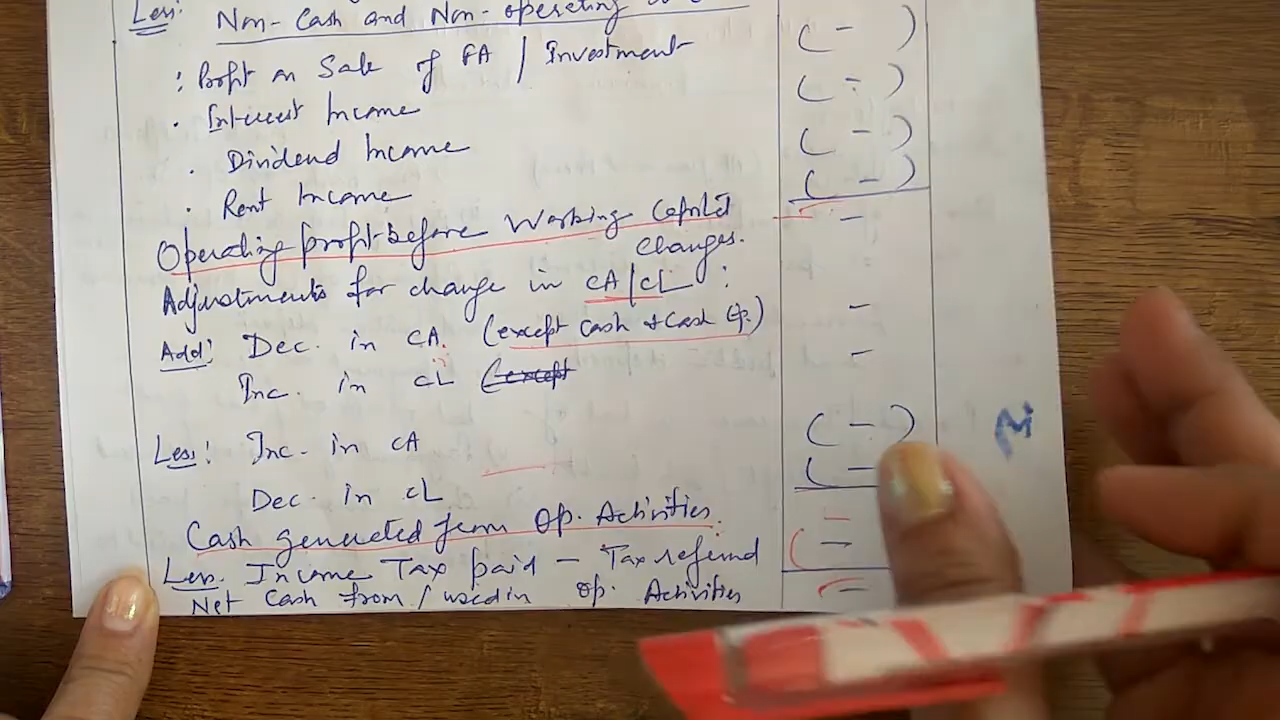 Less: Non-Cash and Non-operating
: Profit on Sale of FA / Investment ( - )
. Interest Income ( - )
. Dividend Income ( - )
. Rent Income ( - )
Operating profit before Working Capital changes. -
Adjustments for change in CA/CL :
Add: Dec. in CA. (except cash & cash Eq.) -
Inc. in CL (except -
Less: Inc. in CA ( - )
Dec. in CL ( -
Cash generated from Op. Activities. -
Less. Income Tax paid - Tax refund ( -
Net Cash from / used in Op. Activities -